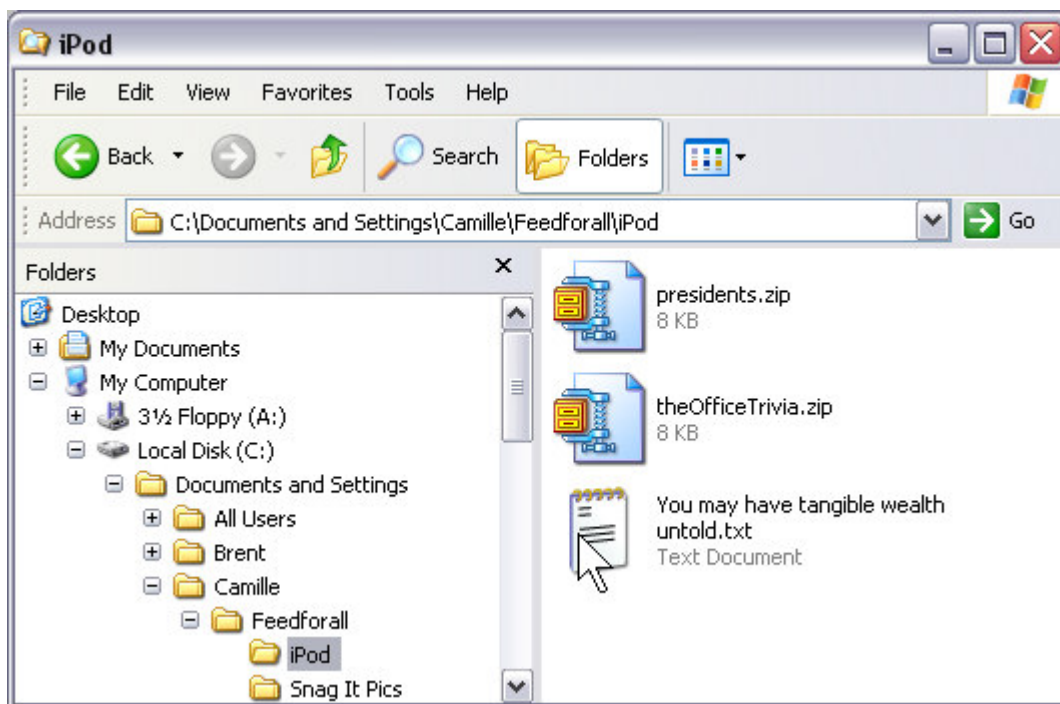 iPod
File Edit View Favorites Tools Help
Back Search Folders
Address C:\Documents and Settings\Camille\Feedforall\iPod Go
Folders
Desktop
My Documents
My Computer
3½ Floppy (A:)
Local Disk (C:)
Documents and Settings
All Users
Brent
Camille
Feedforall
iPod
Snag It Pics
presidents.zip
8 KB
theOfficeTrivia.zip
8 KB
You may have tangible wealth
untold.txt
Text Document